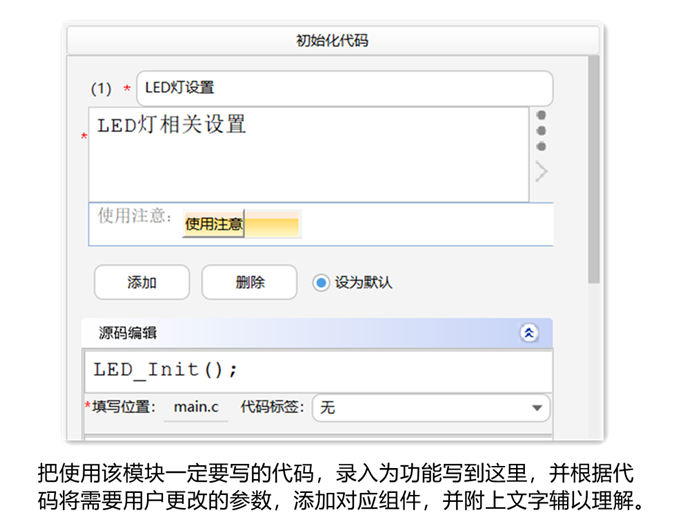 初始化代码
(1) * LED灯设置
* LED灯相关设置
使用注意： 使用注意
添加 删除 设为默认
源码编辑
LED_Init();
*填写位置： main.c 代码标签： 无
把使用该模块一定要写的代码，录入为功能写到这里，并根据代
码将需要用户更改的参数，添加对应组件，并附上文字辅以理解。